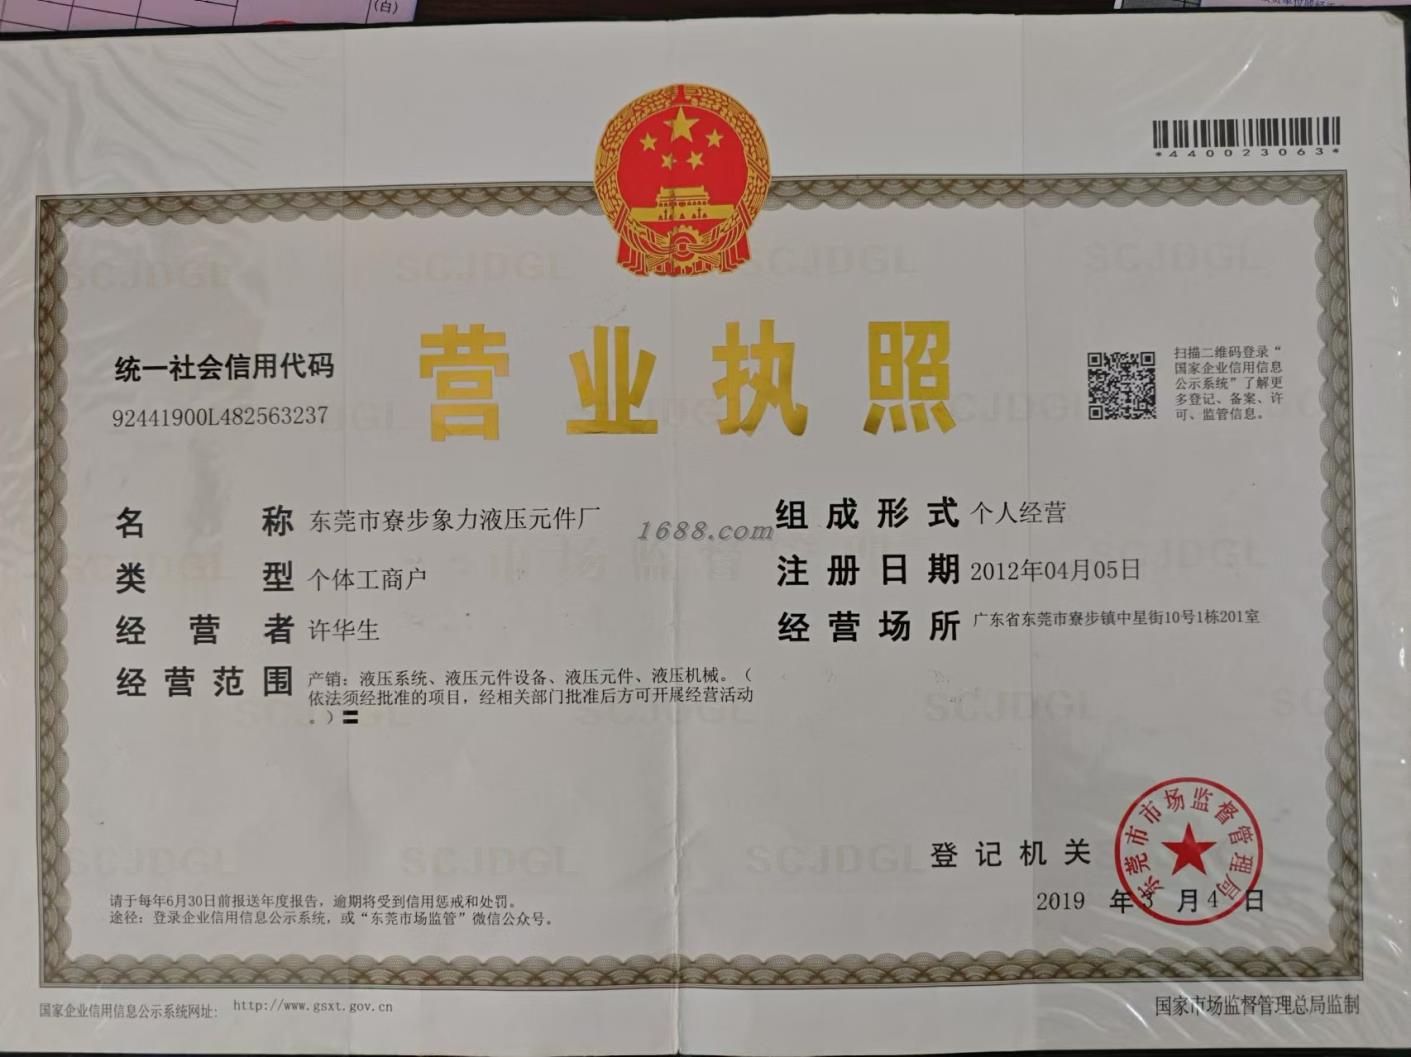 (白)
*440023063*
统一社会信用代码
92441900L482563237
营业执照
扫描二维码登录“
国家企业信用信息
公示系统”了解更
多登记、备案、许
可、监管信息。
名称 东莞市寮步象力液压元件厂
类型 个体工商户
经营者 许华生
经营范围 产销：液压系统、液压元件设备、液压元件、液压机械。（
依法须经批准的项目，经相关部门批准后方可开展经营活动
。）〓
1688.com
组成形式 个人经营
注册日期 2012年04月05日
经营场所 广东省东莞市寮步镇中星街10号1栋201室
登记机关
东莞市市场监督管理局
2019 年 3 月 4 日
请于每年6月30日前报送年度报告，逾期将受到信用惩戒和处罚。
途径：登录企业信用信息公示系统，或“东莞市场监管”微信公众号。
国家企业信用信息公示系统网址: http://www.gsxt.gov.cn
国家市场监督管理总局监制
SCJDGL